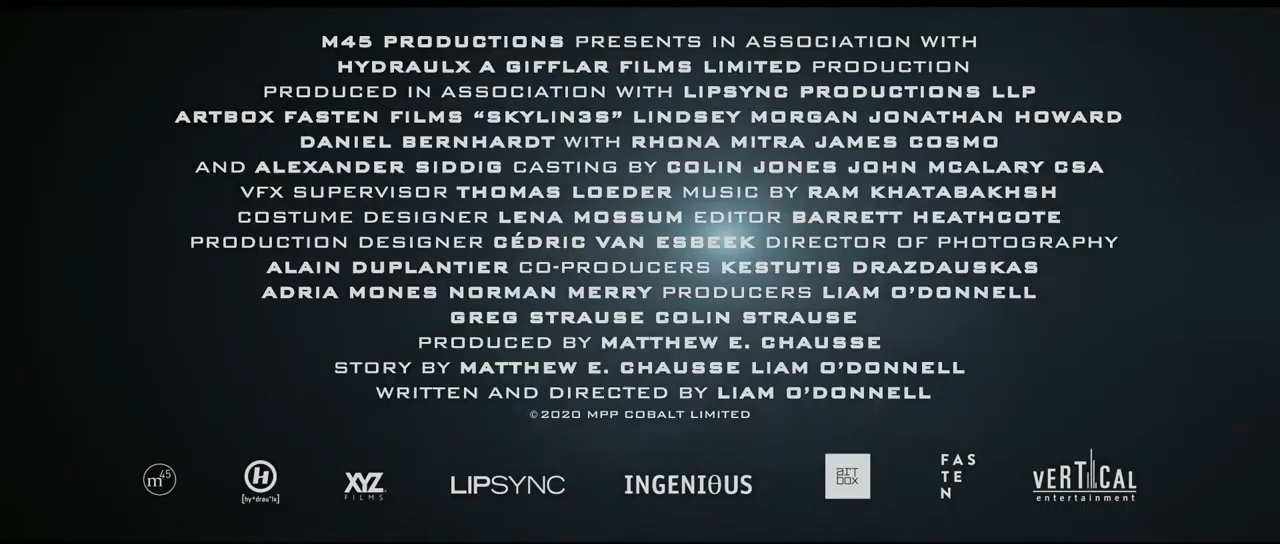 M45 PRODUCTIONS PRESENTS IN ASSOCIATION WITH
HYDRAULX A GIFFLAR FILMS LIMITED PRODUCTION
PRODUCED IN ASSOCIATION WITH LIPSYNC PRODUCTIONS LLP
ARTBOX FASTEN FILMS “SKYLIN3S” LINDSEY MORGAN JONATHAN HOWARD
DANIEL BERNHARDT WITH RHONA MITRA JAMES COSMO
AND ALEXANDER SIDDIG CASTING BY COLIN JONES JOHN MCALARY CSA
VFX SUPERVISOR THOMAS LOEDER MUSIC BY RAM KHATABAKHSH
COSTUME DESIGNER LENA MOSSUM EDITOR BARRETT HEATHCOTE
PRODUCTION DESIGNER CÉDRIC VAN ESBEEK DIRECTOR OF PHOTOGRAPHY
ALAIN DUPLANTIER CO-PRODUCERS KESTUTIS DRAZDAUSKAS
ADRIA MONES NORMAN MERRY PRODUCERS LIAM O’DONNELL
GREG STRAUSE COLIN STRAUSE
PRODUCED BY MATTHEW E. CHAUSSE
STORY BY MATTHEW E. CHAUSSE LIAM O’DONNELL
WRITTEN AND DIRECTED BY LIAM O’DONNELL
©2020 MPP COBALT LIMITED
m45
H
[hy*drau*lx]
XYZ
FILMS
LIPSYNC
INGENIθUS
art
box
FAS
TE
N
VERTICAL
entertainment